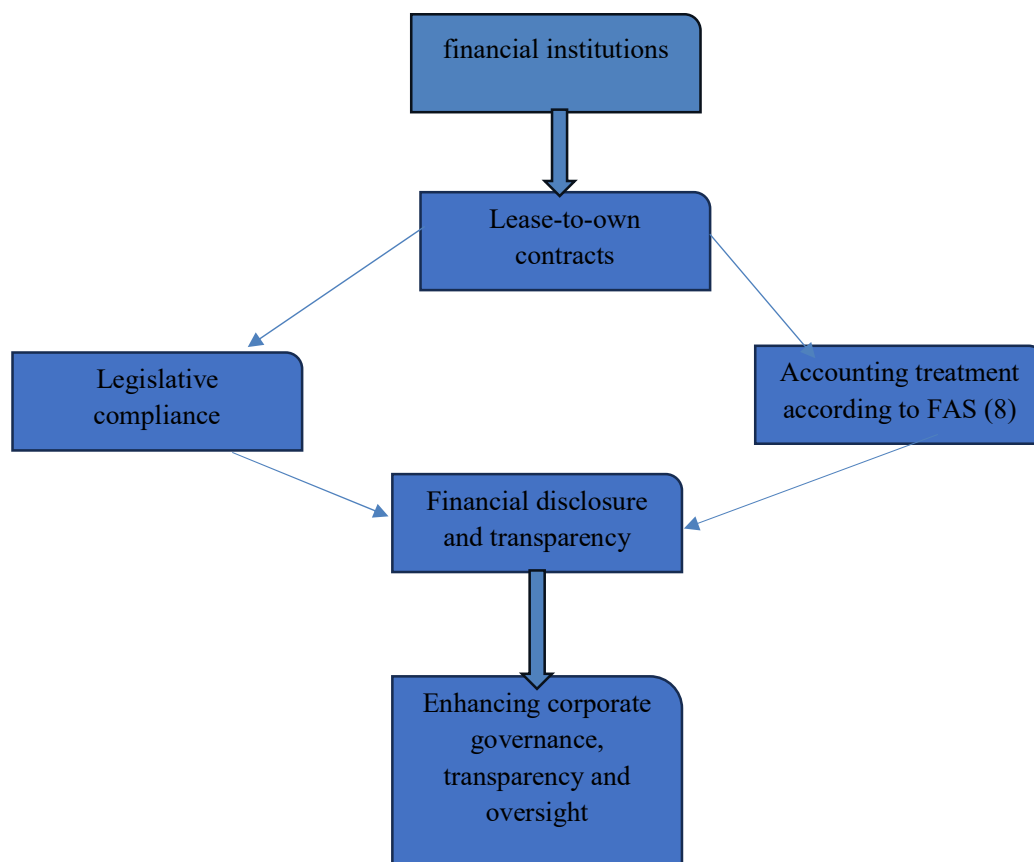 financial institutions
Lease-to-own
contracts
Legislative
compliance
Accounting treatment
according to FAS (8)
Financial disclosure
and transparency
Enhancing corporate
governance,
transparency and
oversight